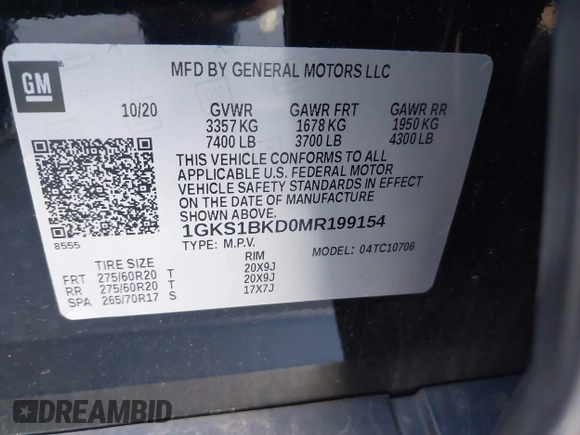 GM
MFD BY GENERAL MOTORS LLC
10/20 GVWR GAWR FRT GAWR RR
3357 KG 1678 KG 1950 KG
7400 LB 3700 LB 4300 LB
THIS VEHICLE CONFORMS TO ALL
APPLICABLE U.S. FEDERAL MOTOR
VEHICLE SAFETY STANDARDS IN EFFECT
ON THE DATE OF MANUFACTURE
SHOWN ABOVE.
8555
1GKS1BKD0MR199154
TYPE: M.P.V. 04TC10706
TIRE SIZE RIM
FRT 275/60R20 T 20X9J
RR 275/60R20 T 20X9J
SPA 265/70R17 S 17X7J
DREAMBID